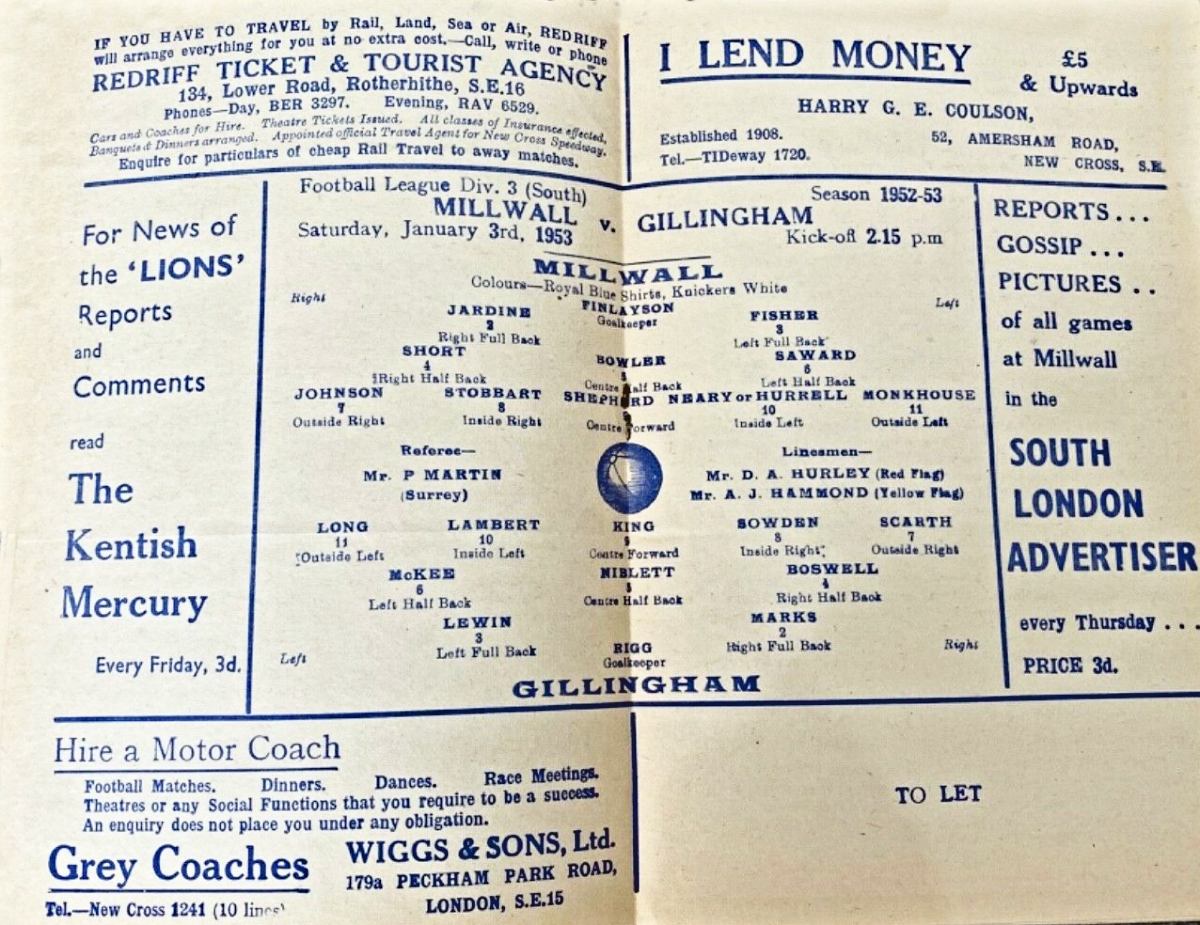 IF YOU HAVE TO TRAVEL by Rail, Land, Sea or Air, REDRIFF
will arrange everything for you at no extra cost.—Call, write or phone
REDRIFF TICKET & TOURIST AGENCY
134, Lower Road, Rotherhithe, S.E.16
Phones—Day, BER 3297. Evening, RAV 6529.
Cars and Coaches for Hire. Theatre Tickets Issued. All classes of Insurance effected,
Banquets & Dinners arranged. Appointed official Travel Agent for New Cross Speedway.
Enquire for particulars of cheap Rail Travel to away matches.
I LEND MONEY
£5
& Upwards
HARRY G. E. COULSON,
Established 1908. 52, AMERSHAM ROAD,
Tel.—TIDeway 1720. NEW CROSS, S.E.
For News of
the 'LIONS'
Reports
and
Comments
read
The
Kentish
Mercury
Every Friday, 3d.
Football League Div. 3 (South) Season 1952-53
MILLWALL v. GILLINGHAM
Saturday, January 3rd, 1953 Kick-off 2.15 p.m
MILLWALL
Colours—Royal Blue Shirts, Knickers White
Right Left
FINLAYSON
Goalkeeper
JARDINE FISHER
2 3
Right Full Back Left Full Back
SHORT BOWLER SAWARD
4 5 6
Right Half Back Centre Half Back Left Half Back
JOHNSON STOBBART SHEPHERD NEARY or HURRELL MONKHOUSE
7 8 9 10 11
Outside Right Inside Right Centre Forward Inside Left Outside Left
Referee— Linesmen—
Mr. P MARTIN Mr. D. A. HURLEY (Red Flag)
(Surrey) Mr. A. J. HAMMOND (Yellow Flag)
LONG LAMBERT KING SOWDEN SCARTH
11 10 9 8 7
Outside Left Inside Left Centre Forward Inside Right Outside Right
McKEE NIBLETT BOSWELL
6 5 4
Left Half Back Centre Half Back Right Half Back
LEWIN MARKS
3 2
Left Full Back Right Full Back
RIGG
Goalkeeper
Left Right
GILLINGHAM
REPORTS...
GOSSIP ...
PICTURES ..
of all games
at Millwall
in the
SOUTH
LONDON
ADVERTISER
every Thursday ...
PRICE 3d.
Hire a Motor Coach
Football Matches. Dinners. Dances. Race Meetings.
Theatres or any Social Functions that you require to be a success.
An enquiry does not place you under any obligation.
Grey Coaches
Tel.—New Cross 1241 (10 lines)
WIGGS & SONS, Ltd.
179a PECKHAM PARK ROAD,
LONDON, S.E.15
TO LET